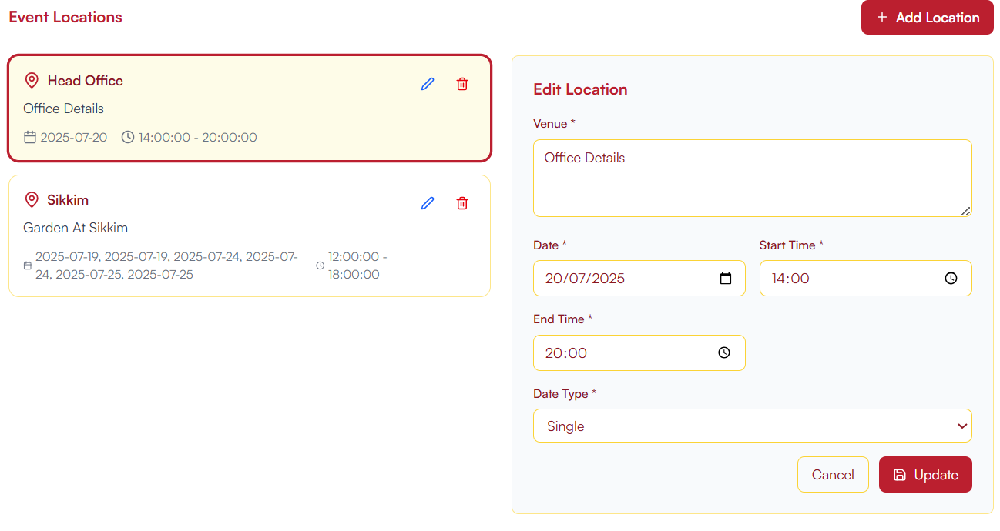 Event Locations
+ Add Location
Head Office
Office Details
2025-07-20 14:00:00 - 20:00:00
Sikkim
Garden At Sikkim
2025-07-19, 2025-07-19, 2025-07-24, 2025-07-
24, 2025-07-25, 2025-07-25
12:00:00 -
18:00:00
Edit Location
Venue *
Office Details
Date *
20/07/2025
Start Time *
14:00
End Time *
20:00
Date Type *
Single
Cancel
Update